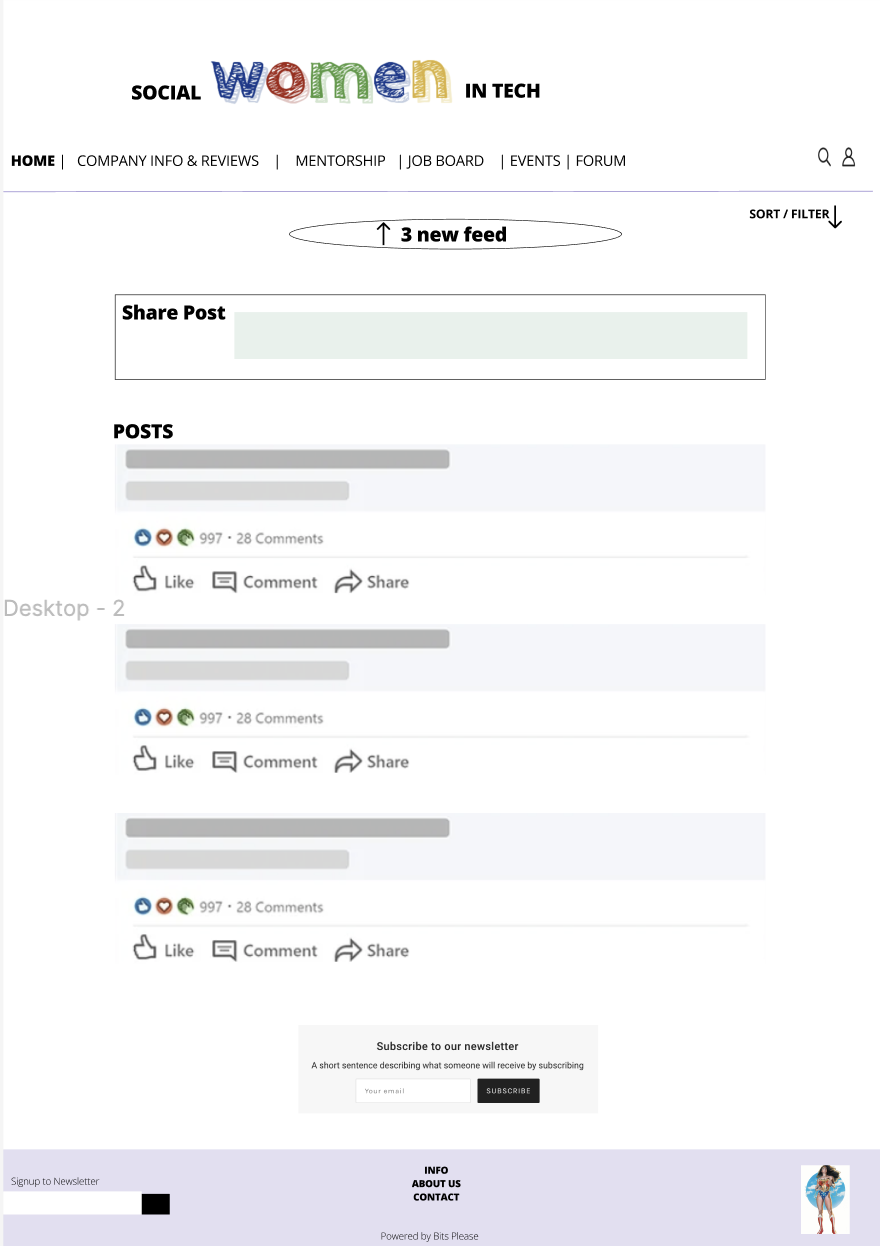 SOCIAL women IN TECH
HOME | COMPANY INFO & REVIEWS | MENTORSHIP | JOB BOARD | EVENTS | FORUM
SORT / FILTER
3 new feed
Share Post
POSTS
997 • 28 Comments
Like Comment Share
Desktop - 2
997 • 28 Comments
Like Comment Share
997 • 28 Comments
Like Comment Share
Subscribe to our newsletter
A short sentence describing what someone will receive by subscribing
Your email SUBSCRIBE
Signup to Newsletter
INFO
ABOUT US
CONTACT
Powered by Bits Please